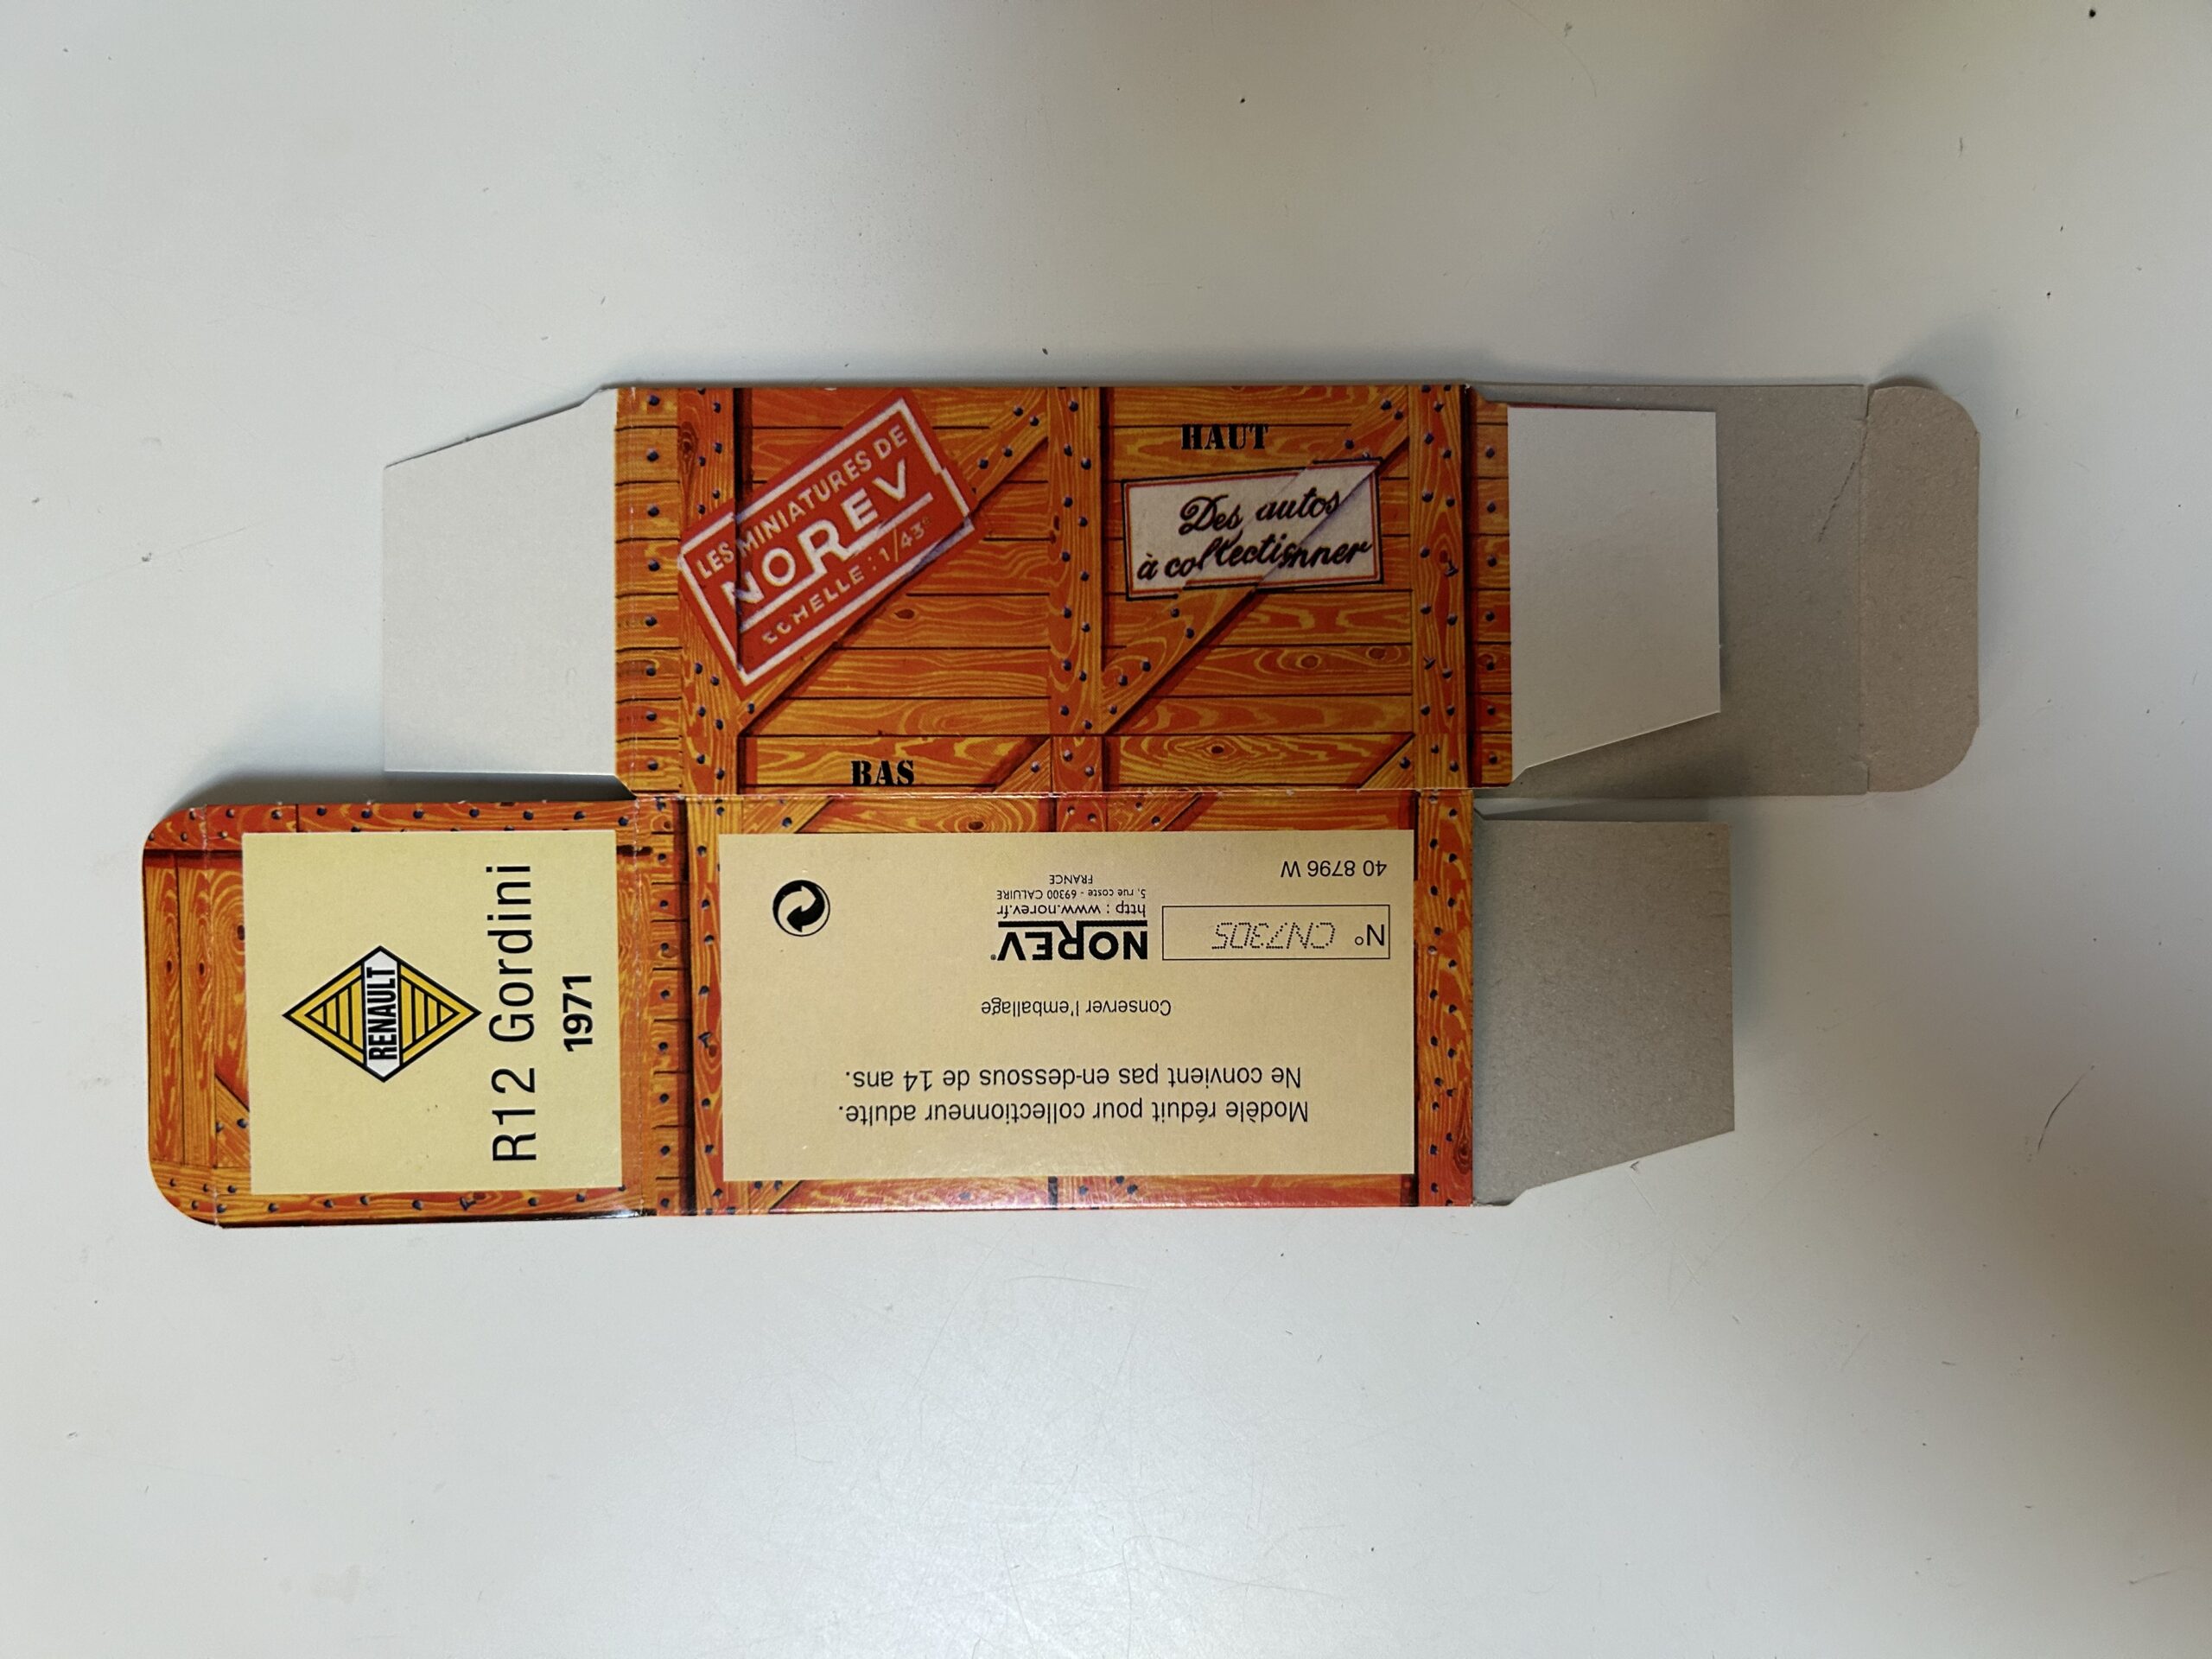 LES MINIATURES DE
NOREV
ECHELLE : 1/43e
HAUT
Des autos
à collectionner
BAS
RENAULT
R12 Gordini
1971
Modèle réduit pour collectionneur adulte.
Ne convient pas en-dessous de 14 ans.
Conserver l'emballage
N° CN7305
NOREV®
http : www.norev.fr
5, rue coste - 69300 CALUIRE
FRANCE
40 8796 W